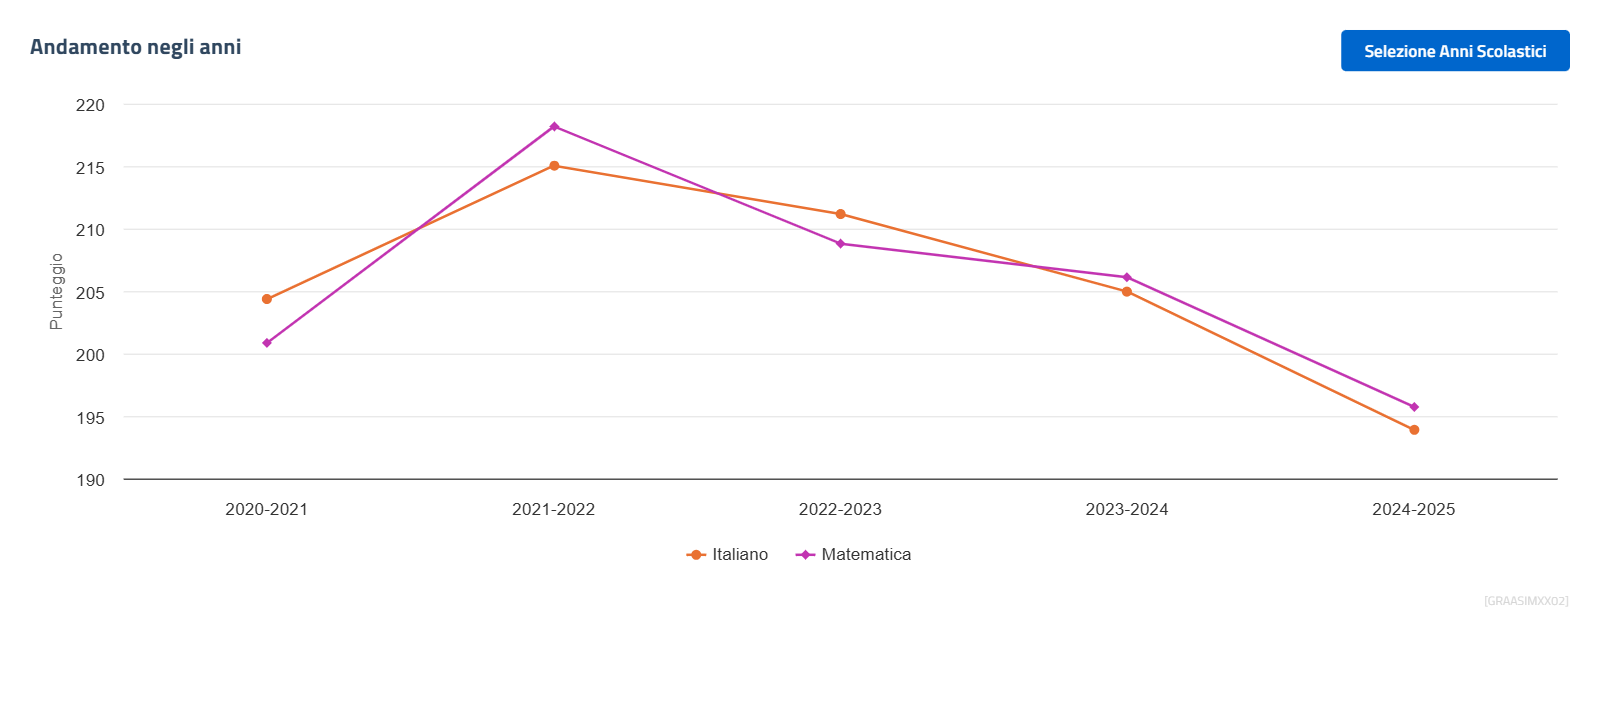 Andamento negli anni
Selezione Anni Scolastici
220
215
210
205
200
195
190
Punteggio
2020-2021 2021-2022 2022-2023 2023-2024 2024-2025
Italiano Matematica
[GRAASIMXX02]